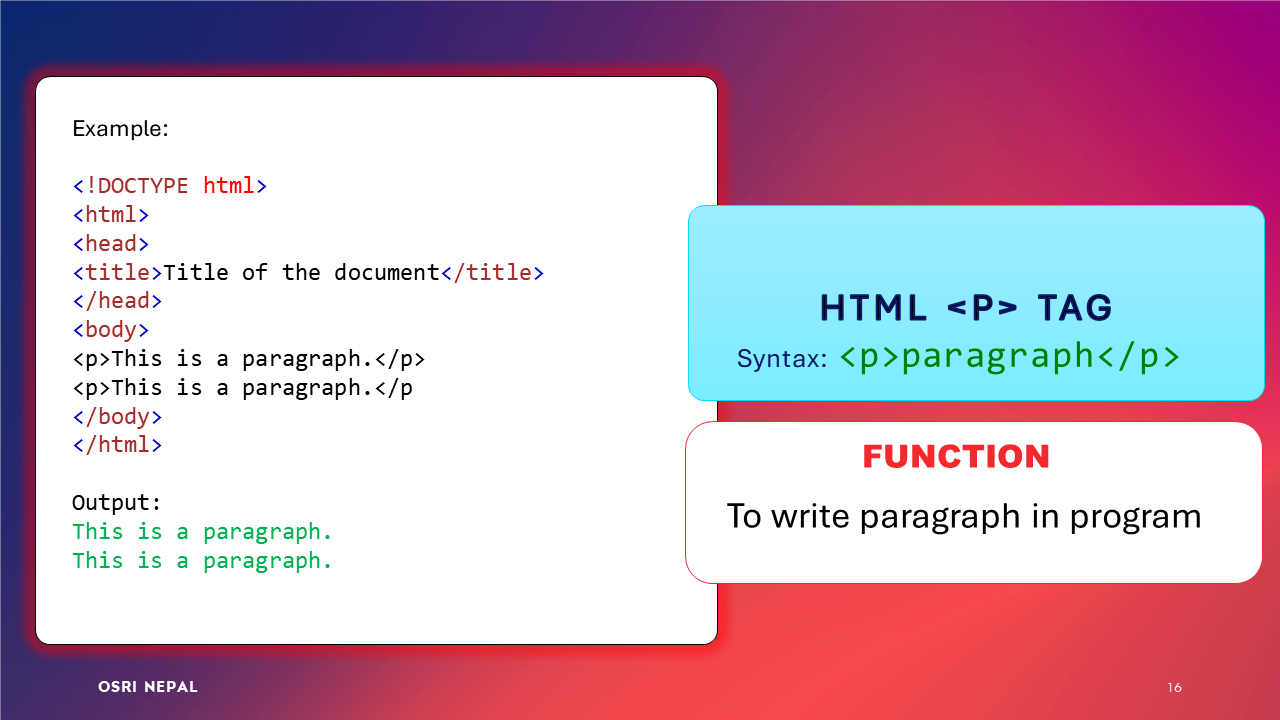 Example:
<!DOCTYPE html>
<html>
<head>
<title>Title of the document</title>
</head>
<body>
<p>This is a paragraph.</p>
<p>This is a paragraph.</p
</body>
</html>
Output:
This is a paragraph.
This is a paragraph.
HTML <P> TAG
Syntax: <p>paragraph</p>
FUNCTION
To write paragraph in program
OSRI NEPAL
16